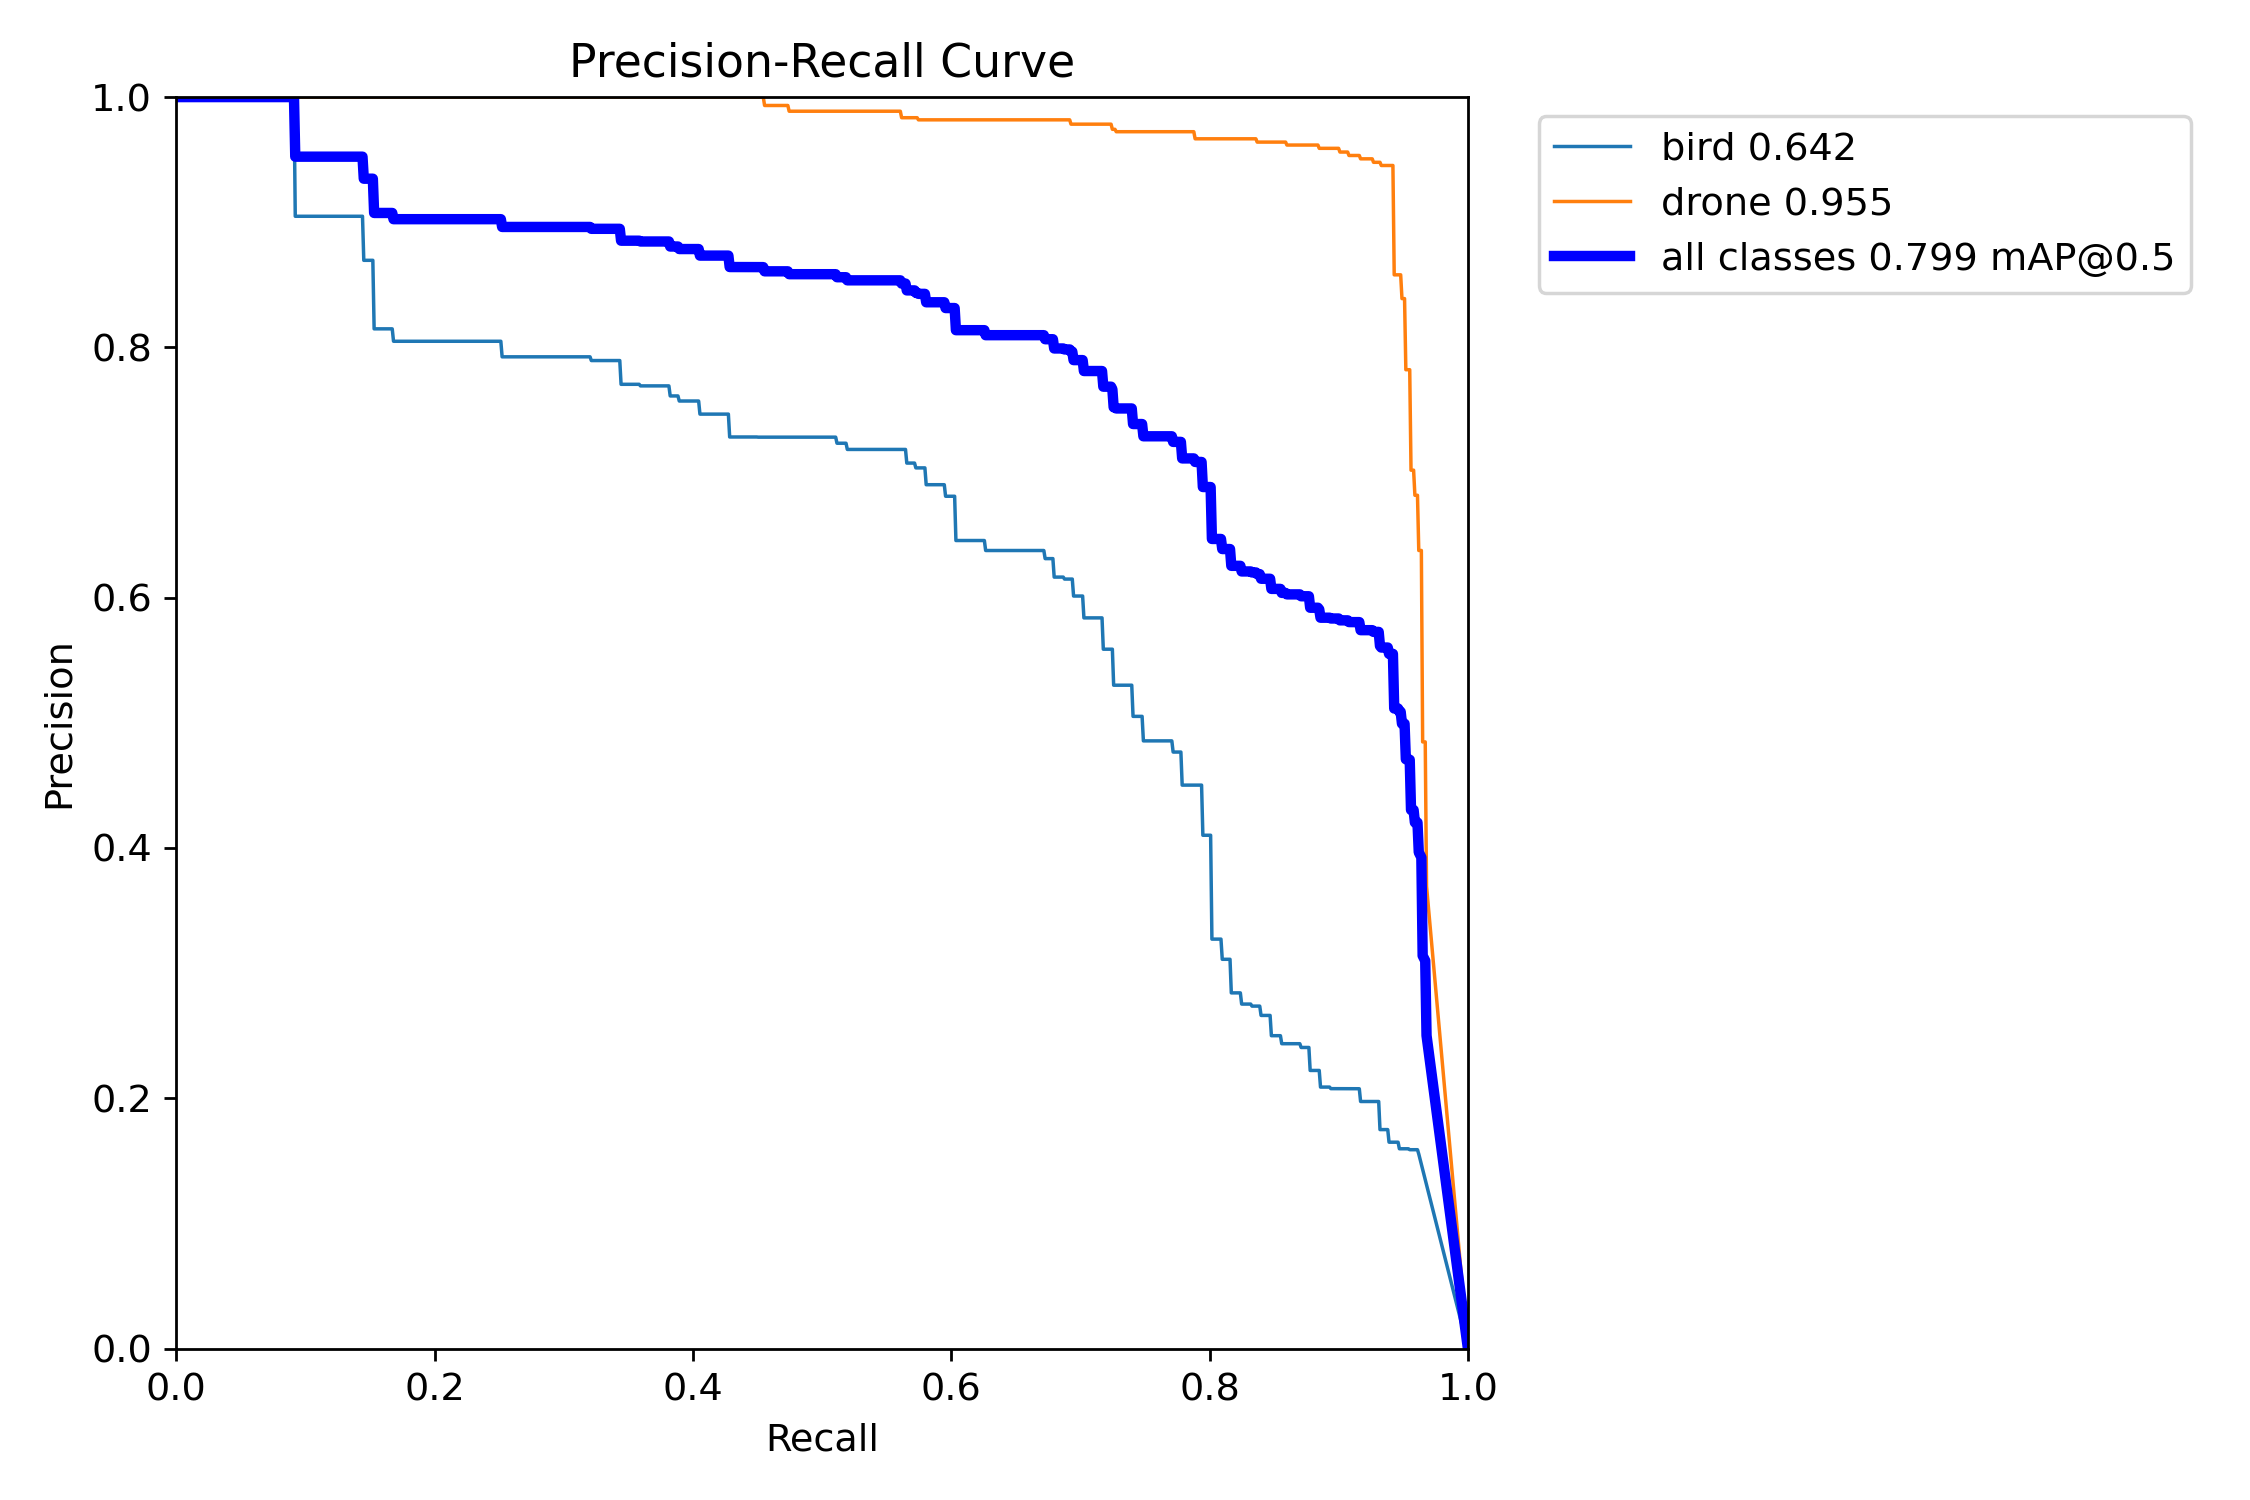 Precision-Recall Curve
1.0
0.8
0.6
0.4
0.2
0.0
Precision
0.0 0.2 0.4 0.6 0.8 1.0
Recall
bird 0.642
drone 0.955
all classes 0.799 mAP@0.5